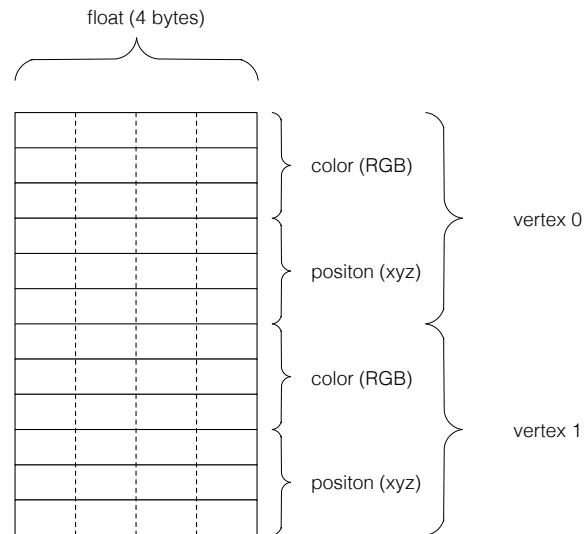 float (4 bytes)
color (RGB)
vertex 0
positon (xyz)
color (RGB)
vertex 1
positon (xyz)